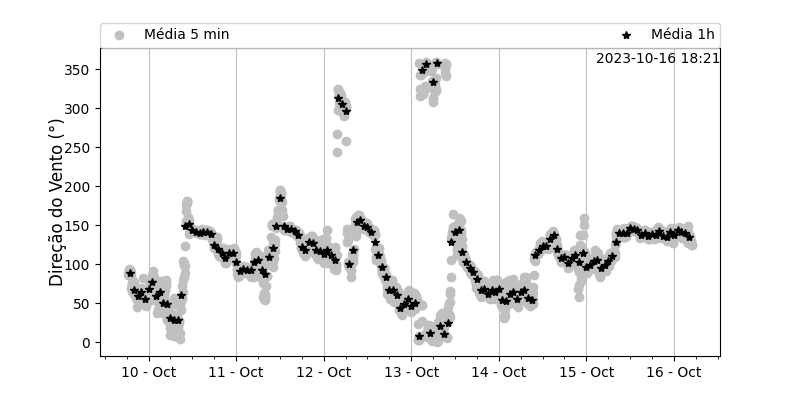 Média 5 min
Média 1h
2023-10-16 18:21
Direção do Vento (°)
350
300
250
200
150
100
50
0
10 - Oct
11 - Oct
12 - Oct
13 - Oct
14 - Oct
15 - Oct
16 - Oct